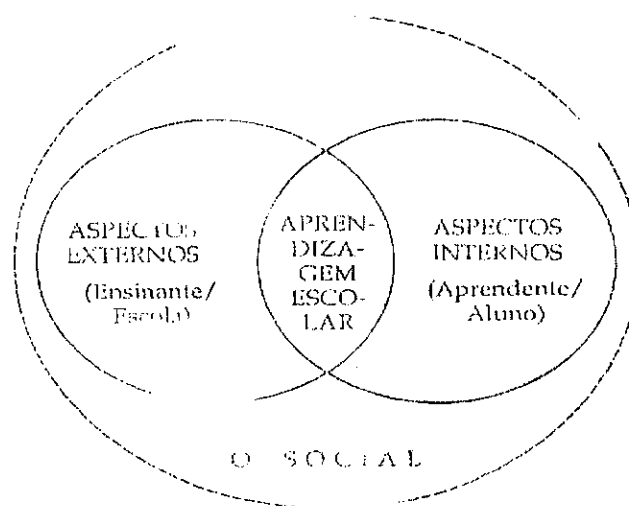 ASPECTOS
EXTERNOS
(Ensinante/
Escola)
APREN-
DIZA-
GEM
ESCO-
LAR
ASPECTOS
INTERNOS
(Aprendente/
Aluno)
O SOCIAL